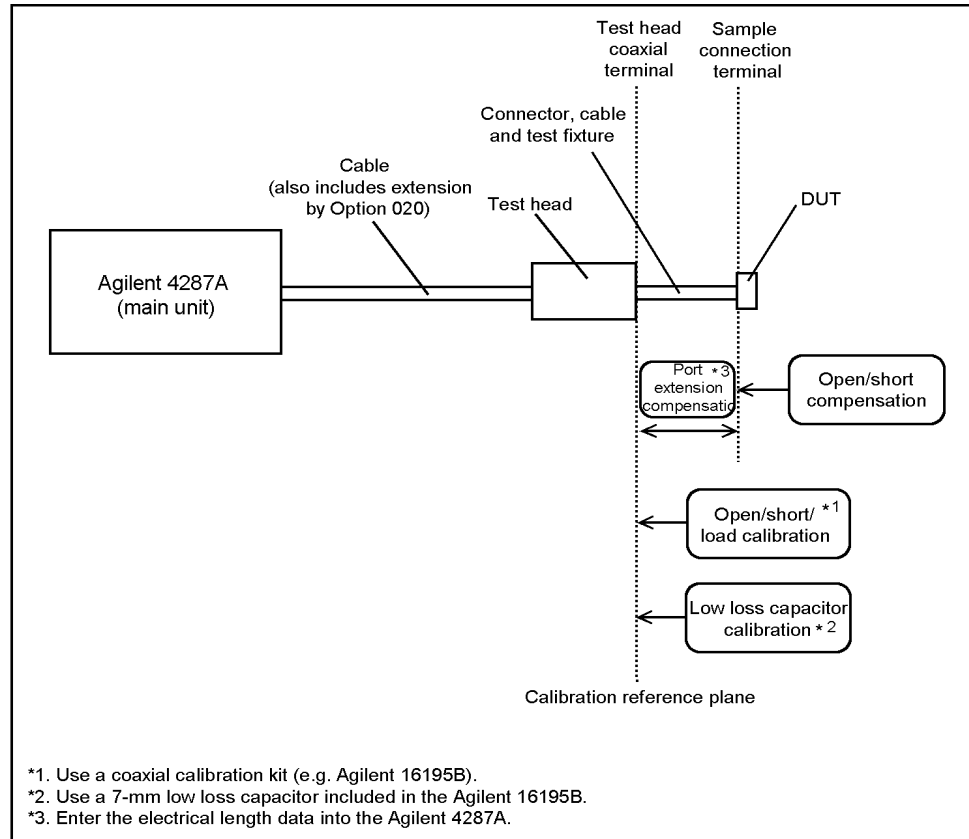 Test head
coaxial
terminal
Sample
connection
terminal
Connector, cable
and test fixture
Cable
(also includes extension
by Option 020)
Test head
DUT
Agilent 4287A
(main unit)
Port *3
extension
compensatio
Open/short
compensation
Open/short/ *1
load calibration
Low loss capacitor
calibration *2
Calibration reference plane
*1. Use a coaxial calibration kit (e.g. Agilent 16195B).
*2. Use a 7-mm low loss capacitor included in the Agilent 16195B.
*3. Enter the electrical length data into the Agilent 4287A.